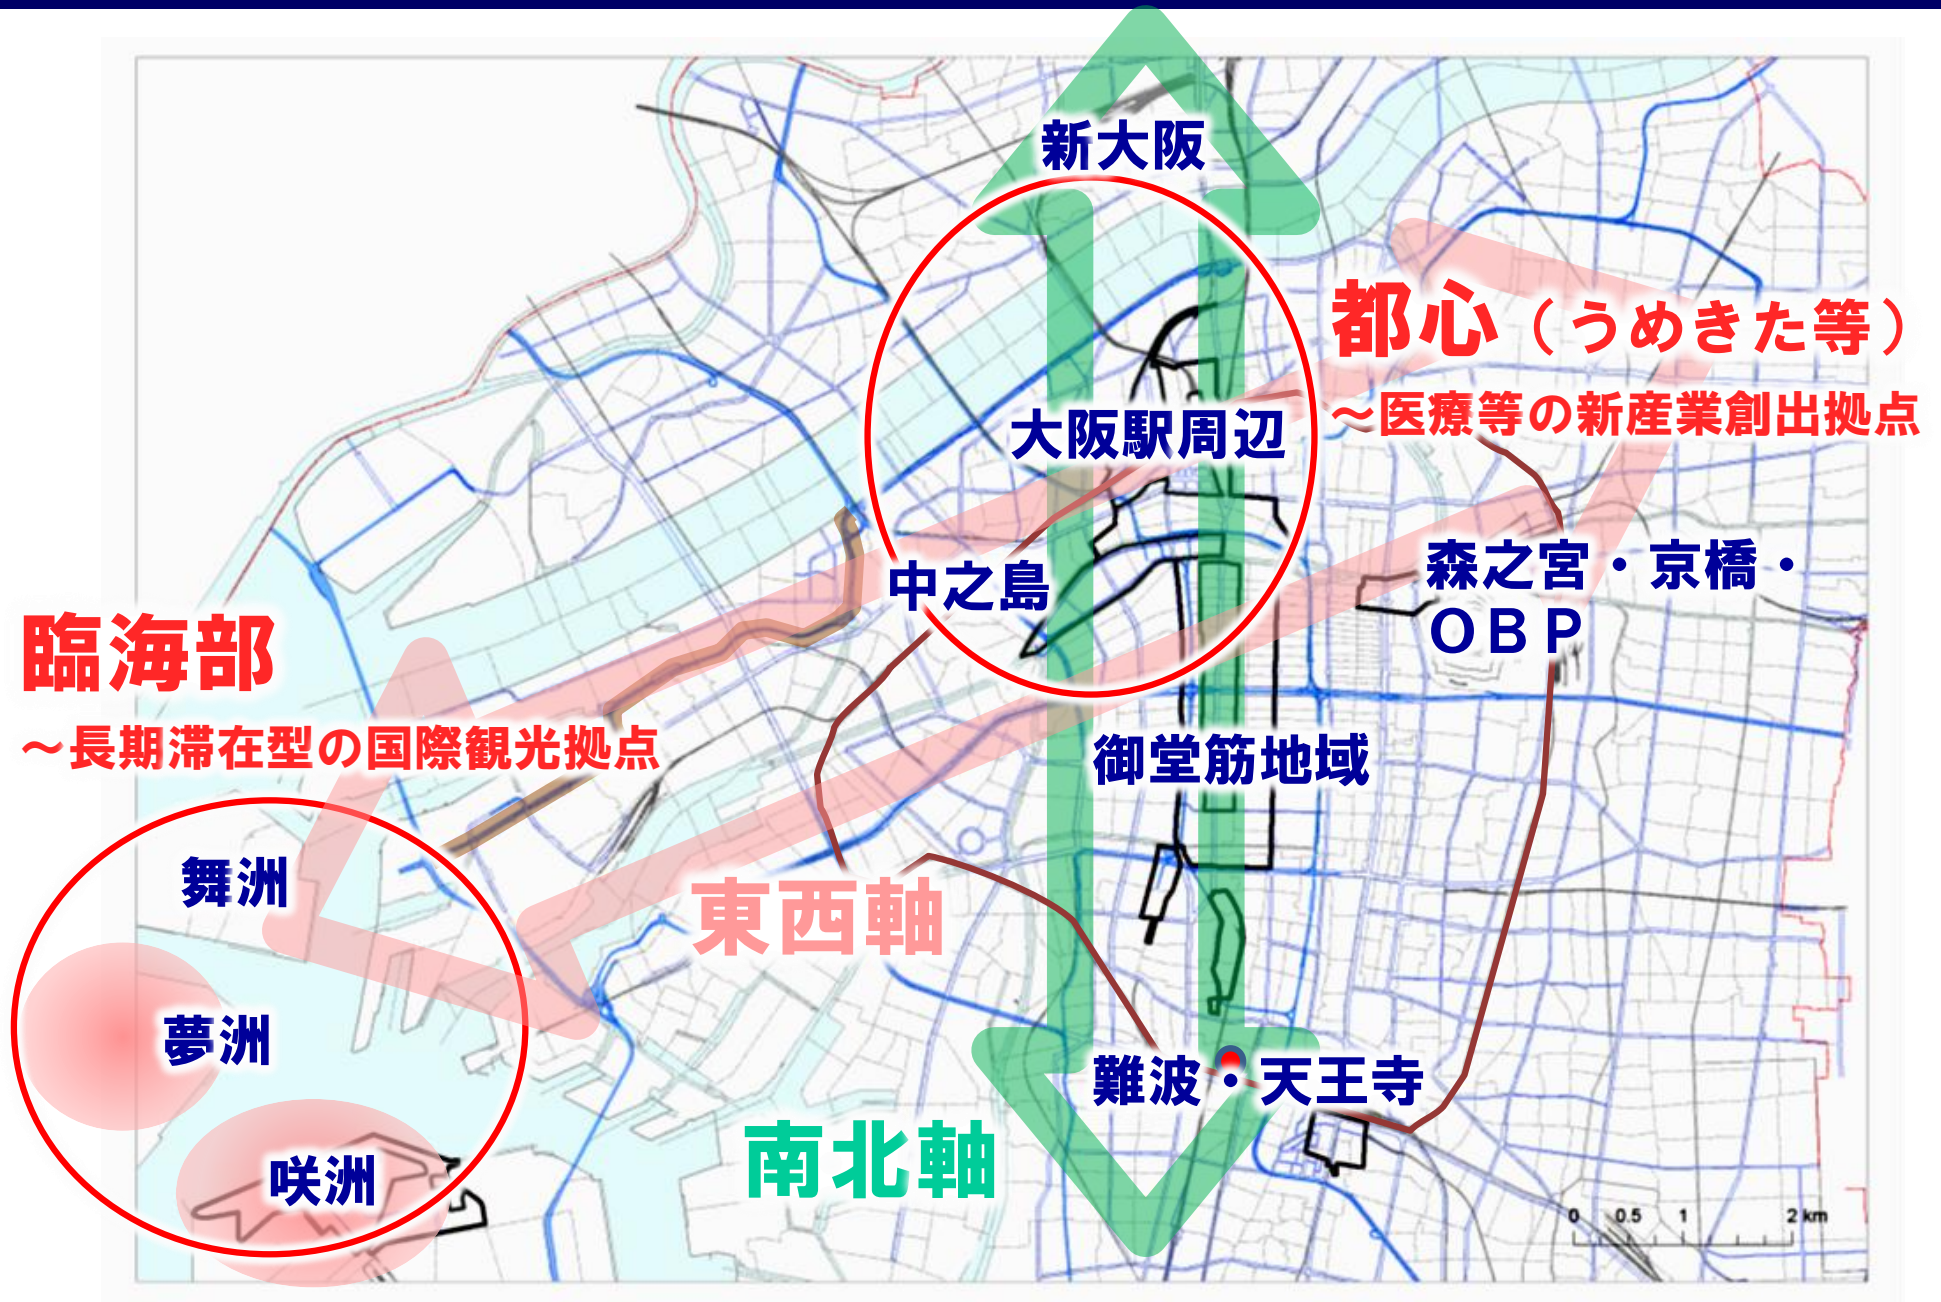 新大阪
都心（うめきた等）
～医療等の新産業創出拠点
大阪駅周辺
中之島
森之宮・京橋・
ＯＢＰ
臨海部
～長期滞在型の国際観光拠点
御堂筋地域
舞洲
東西軸
夢洲
難波・天王寺
南北軸
咲洲
0 0.5 1 2 km